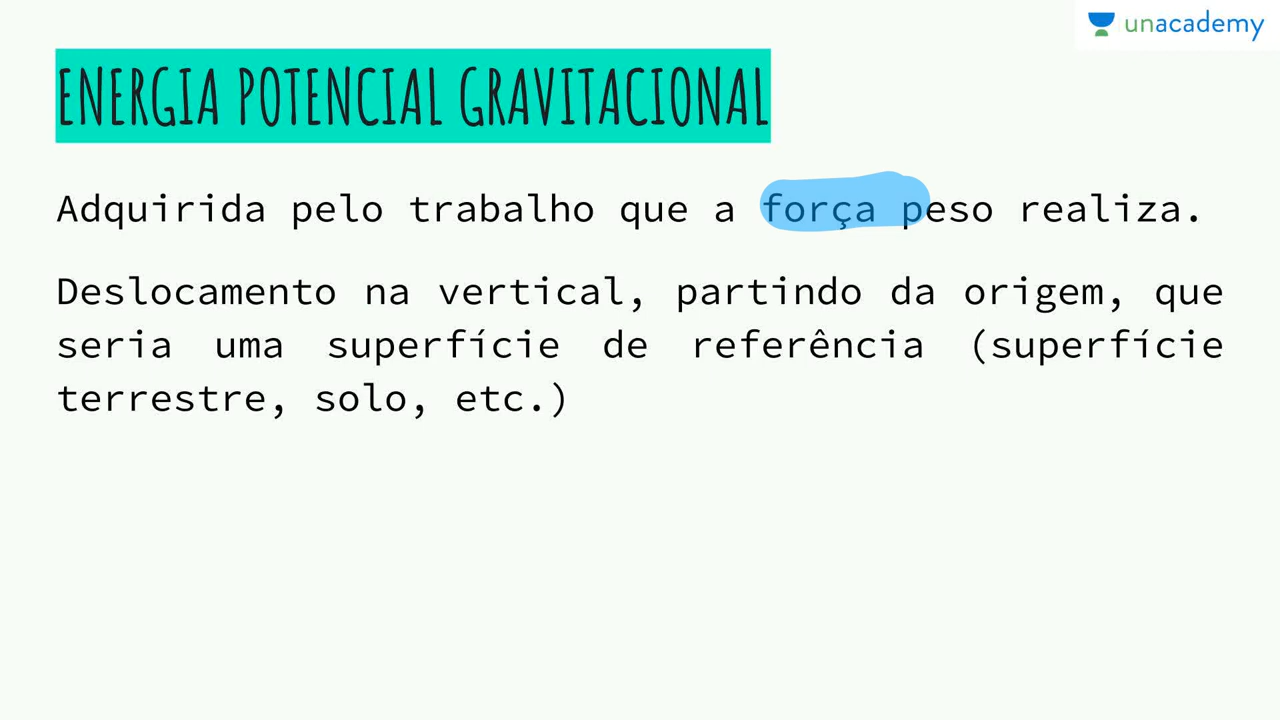 unacademy
ENERGIA POTENCIAL GRAVITACIONAL
Adquirida pelo trabalho que a força peso realiza.
Deslocamento na vertical, partindo da origem, que
seria uma superfície de referência (superfície
terrestre, solo, etc.)